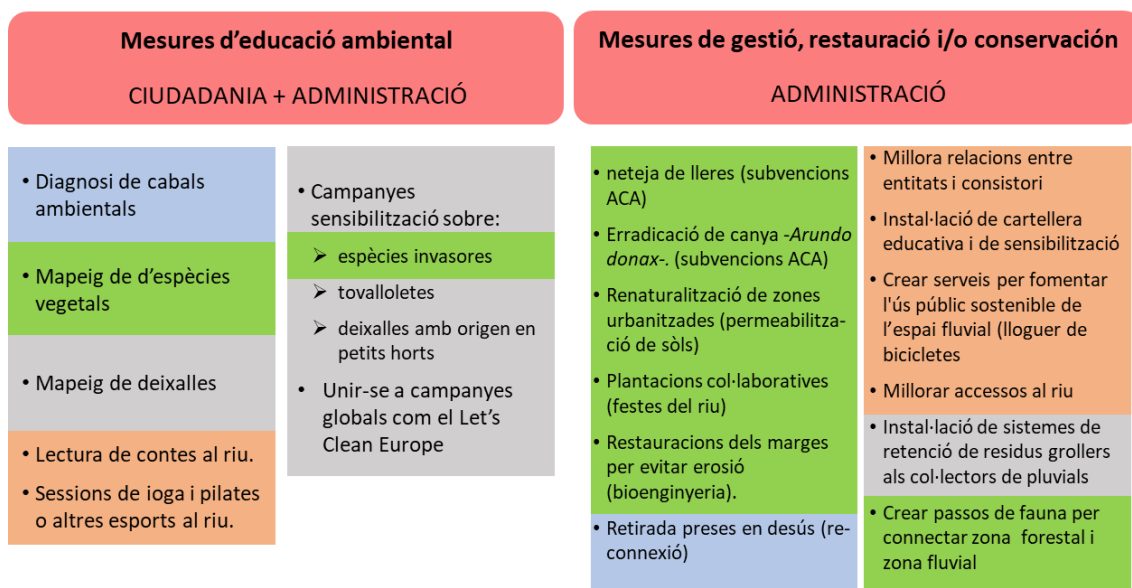 Mesures d'educació ambiental
CIUDADANIA + ADMINISTRACIÓ
• Diagnosi de cabals
ambientals
• Mapeig de d'espècies
vegetals
• Mapeig de deixalles
• Lectura de contes al riu.
• Sessions de ioga i pilates
o altres esports al riu.
• Campanyes
sensibilització sobre:
➢ espècies invasores
➢ tovalloletes
➢ deixalles amb origen en
petits horts
• Unir-se a campanyes
globals com el Let's
Clean Europe
Mesures de gestió, restauració i/o conservación
ADMINISTRACIÓ
• neteja de lleres (subvencions
ACA)
• Erradicació de canya -Arundo
donax-. (subvencions ACA)
• Renaturalització de zones
urbanitzades (permeabilitza-
ció de sòls)
• Plantacions col·laboratives
(festes del riu)
• Restauracions dels marges
per evitar erosió
(bioenginyeria).
• Retirada preses en desús (re-
connexió)
• Millora relacions entre
entitats i consistori
• Instal·lació de cartellera
educativa i de sensibilització
• Crear serveis per fomentar
l'ús públic sostenible de
l'espai fluvial (lloguer de
bicicletes
• Millorar accessos al riu
• Instal·lació de sistemes de
retenció de residus grollers
als col·lectors de pluvials
• Crear passos de fauna per
connectar zona forestal i
zona fluvial